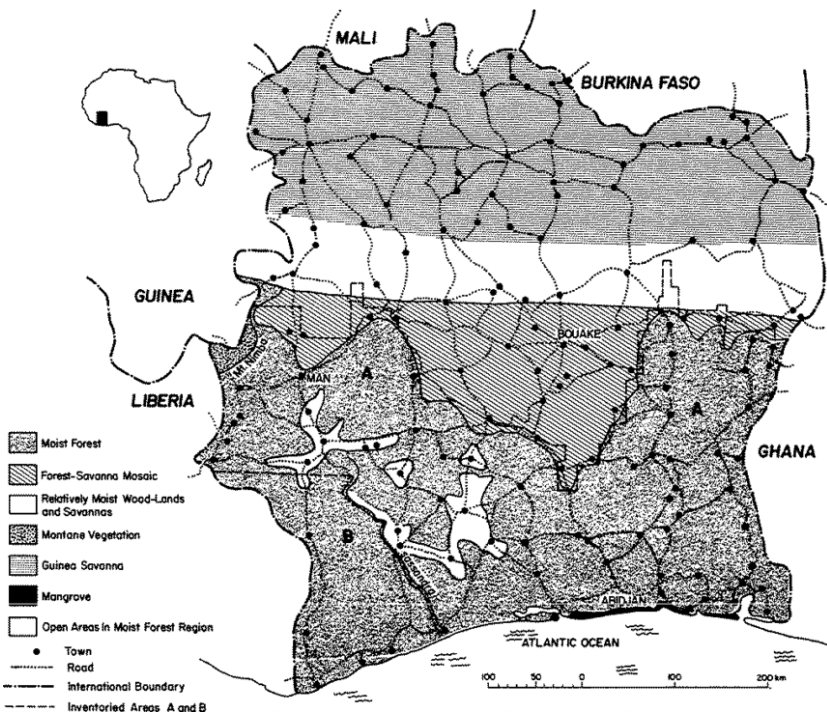 MALI
BURKINA FASO
GUINEA
BOUAKE
Mt Nimba
MAN
A
LIBERIA
A
GHANA
B
ABIDJAN
ATLANTIC OCEAN
Moist Forest
Forest-Savanna Mosaic
Relatively Moist Wood-Lands
and Savannas
Montane Vegetation
Guinea Savanna
Mangrove
Open Areas in Moist Forest Region
Town
Road
International Boundary
Inventoried Areas A and B
100 50 0 100 200 km